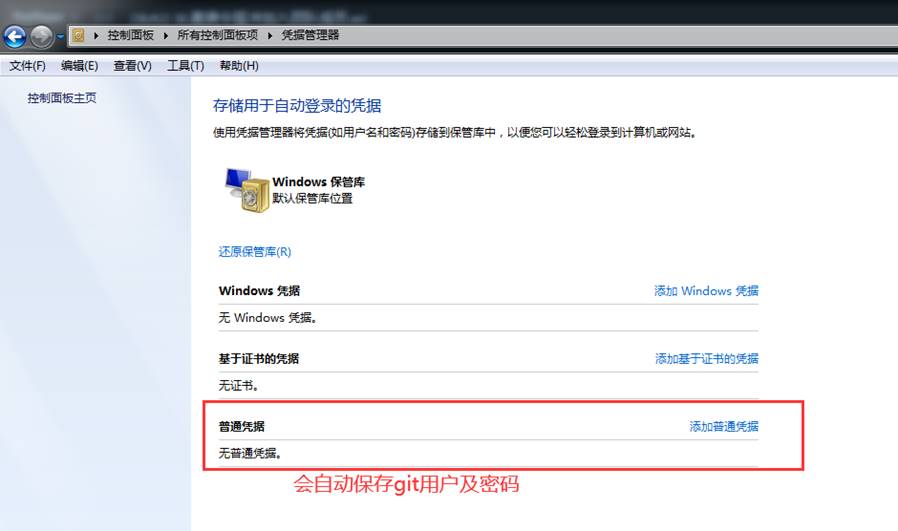 控制面板 ▸ 所有控制面板项 ▸ 凭据管理器
文件(F) 编辑(E) 查看(V) 工具(T) 帮助(H)
控制面板主页
存储用于自动登录的凭据
使用凭据管理器将凭据(如用户名和密码)存储到保管库中，以便您可以轻松登录到计算机或网站。
Windows 保管库
默认保管库位置
还原保管库(R)
Windows 凭据 添加 Windows 凭据
无 Windows 凭据。
基于证书的凭据 添加基于证书的凭据
无证书。
普通凭据 添加普通凭据
无普通凭据。
会自动保存git用户及密码